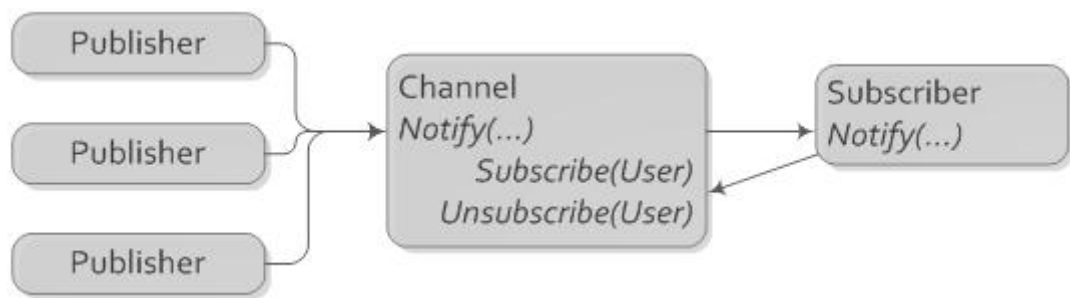 Publisher
Publisher
Publisher
Channel
Notify(...)
Subscribe(User)
Unsubscribe(User)
Subscriber
Notify(...)